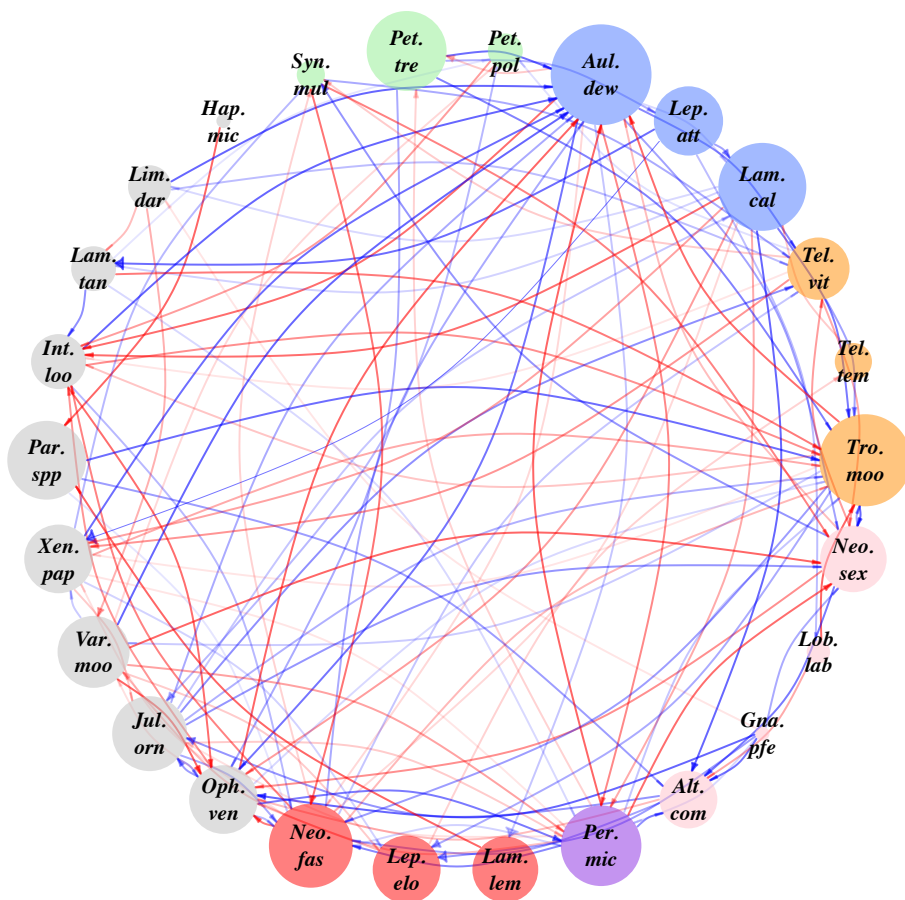 Pet.
tre
Pet.
pol
Aul.
dew
Lep.
att
Lam.
cal
Tel.
vit
Tel.
tem
Tro.
moo
Neo.
sex
Lob.
lab
Gna.
pfe
Alt.
com
Per.
mic
Lam.
lem
Lep.
elo
Neo.
fas
Oph.
ven
Jul.
orn
Var.
moo
Xen.
pap
Par.
spp
Int.
loo
Lam.
tan
Lim.
dar
Hap.
mic
Syn.
mul